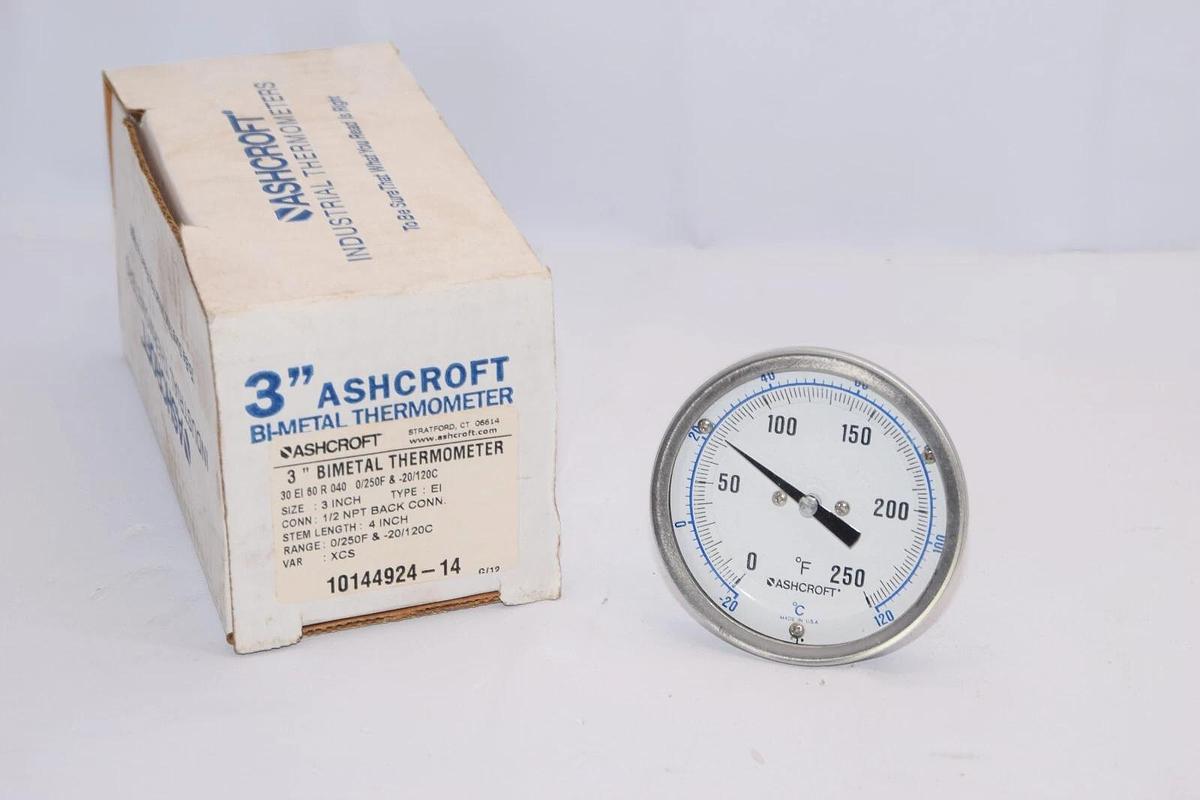 ASHCROFT®
INDUSTRIAL THERMOMETERS
To Be Sure That What You Read Is Right
3” ASHCROFT
BI-METAL THERMOMETER
ASHCROFT
STRATFORD, CT 06614
www.ashcroft.com
3 " BIMETAL THERMOMETER
30 EI 60 R 040 0/250F & -20/120C
SIZE : 3 INCH TYPE : EI
CONN : 1/2 NPT BACK CONN.
STEM LENGTH : 4 INCH
RANGE : 0/250F & -20/120C
VAR : XCS
10144924-14
G/12
40 60
20
100 150
50
200
0
100
0 °F 250
ASHCROFT®
-20 °C 120
MADE IN U.S.A.